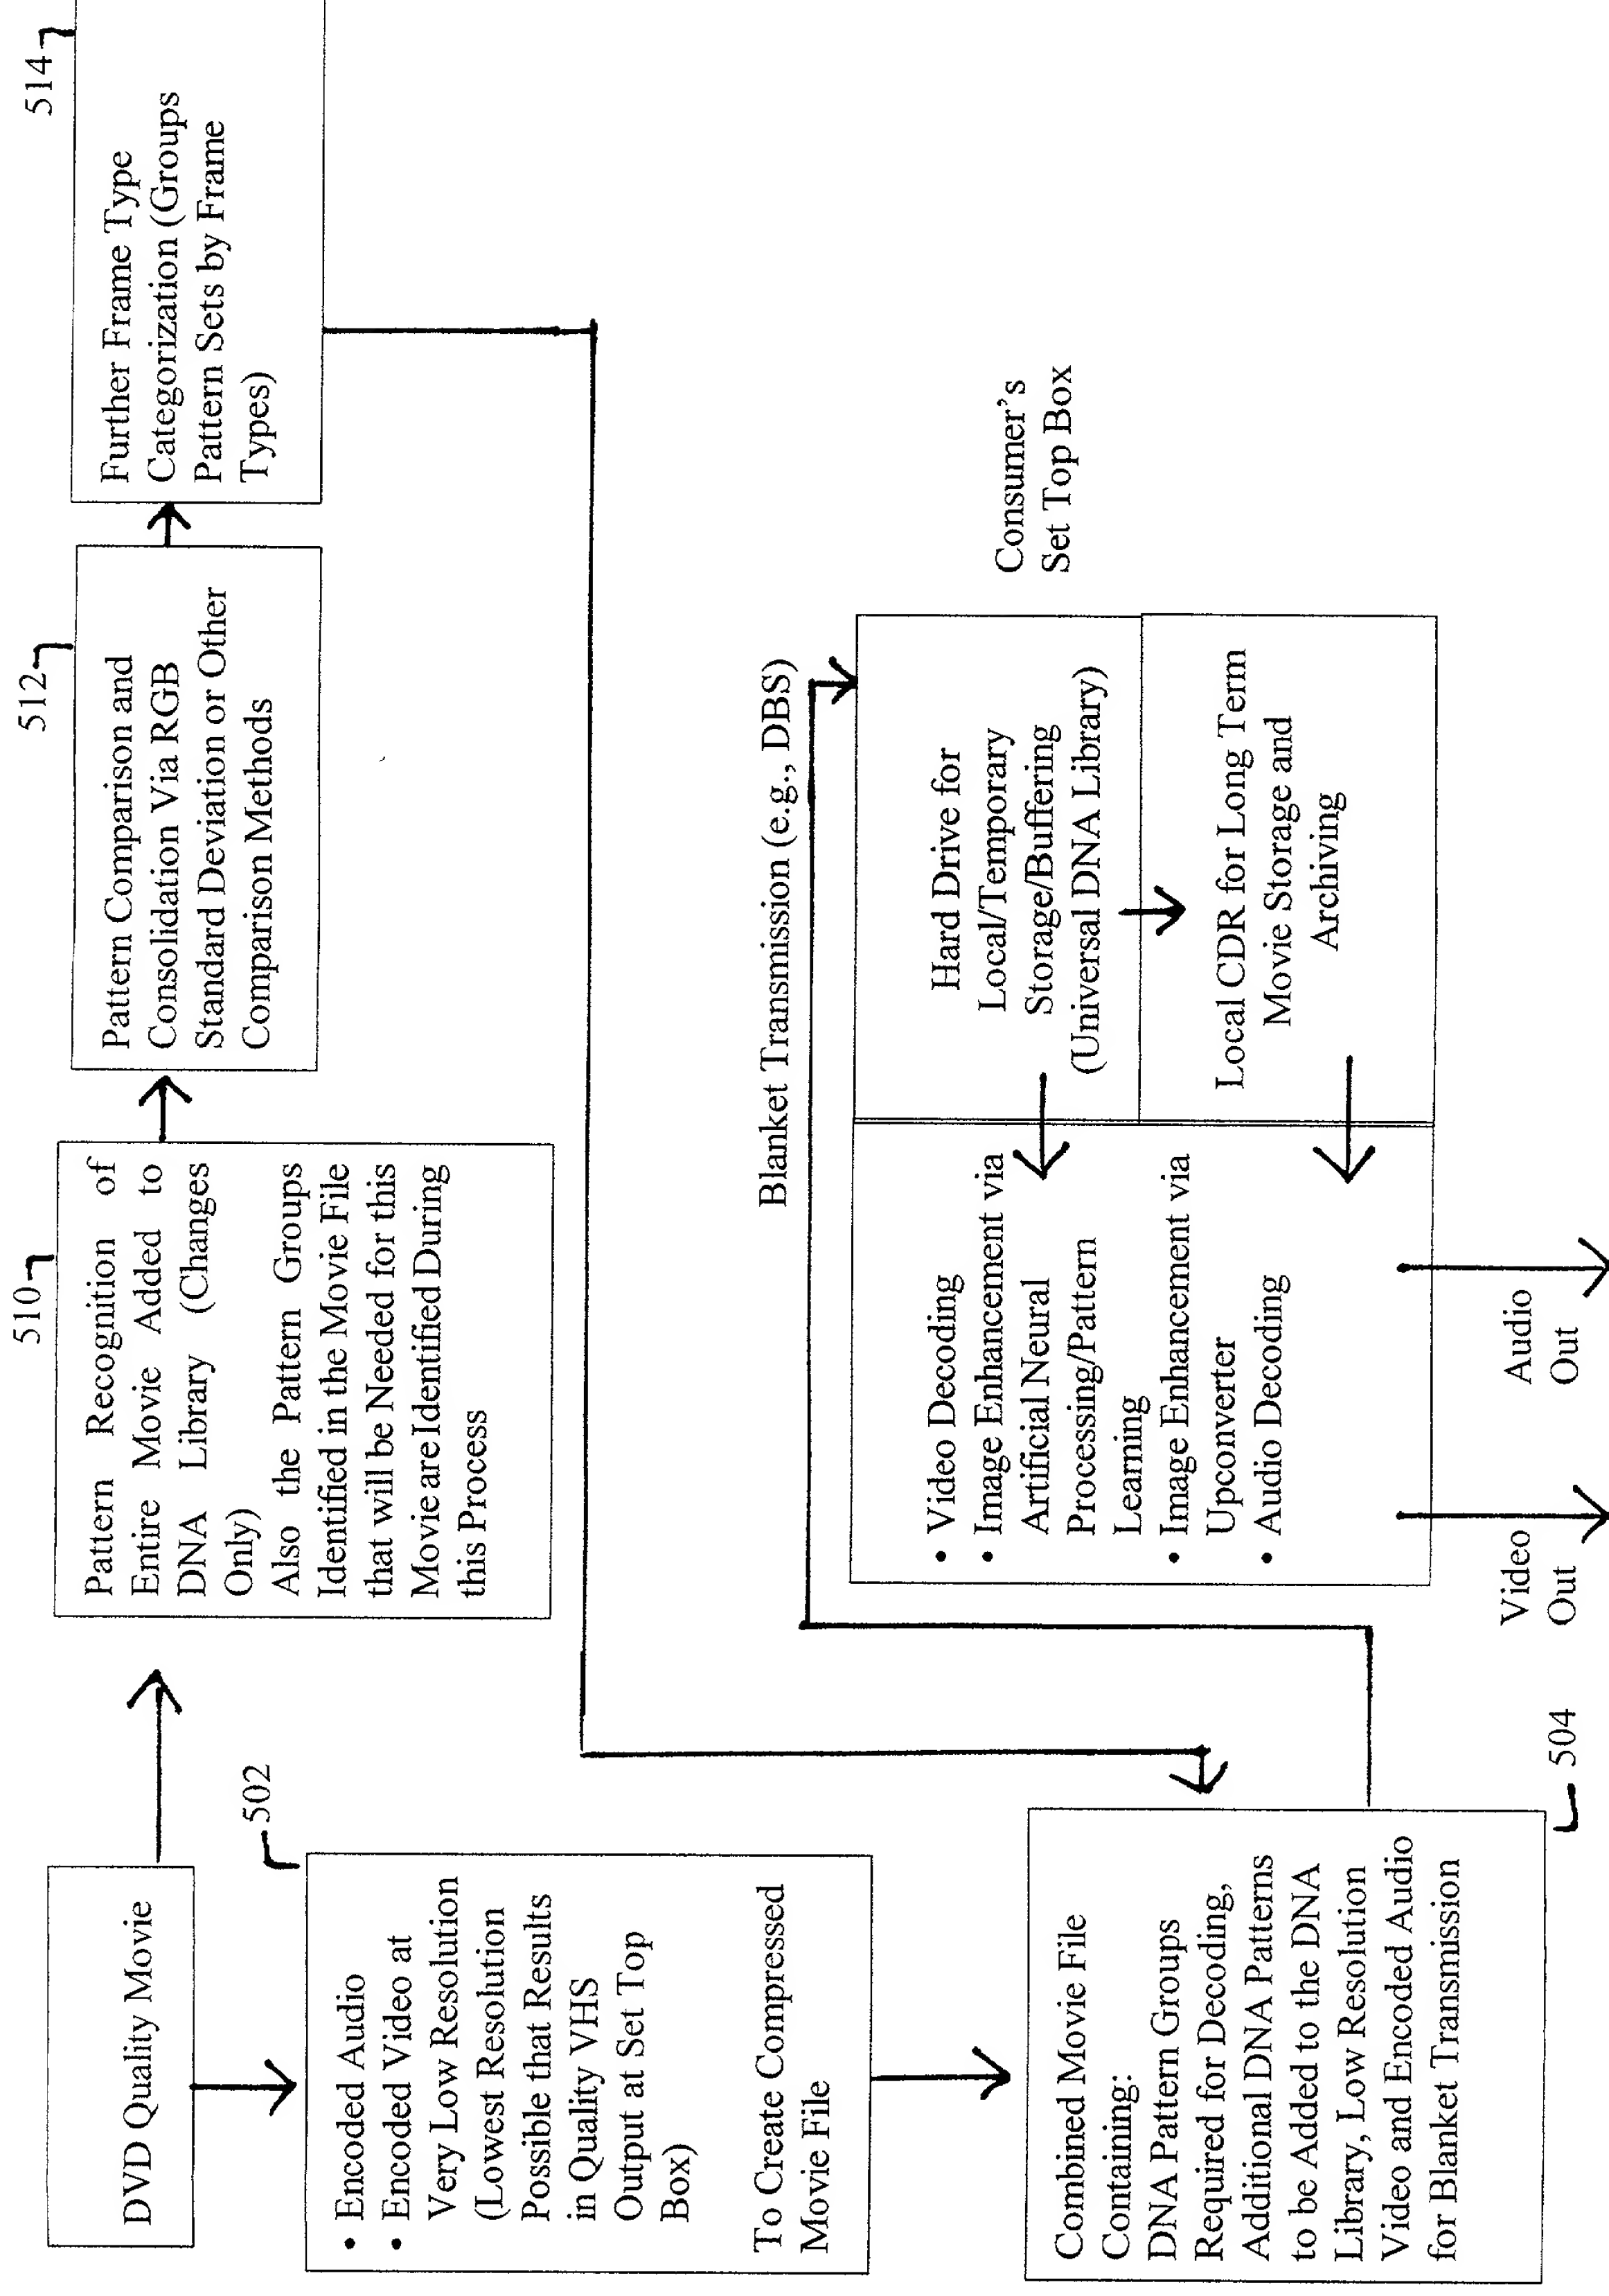 DVD Quality Movie
502
• Encoded Audio
• Encoded Video at
Very Low Resolution
(Lowest Resolution
Possible that Results
in Quality VHS
Output at Set Top
Box)
To Create Compressed
Movie File
Combined Movie File
Containing:
DNA Pattern Groups
Required for Decoding,
Additional DNA Patterns
to be Added to the DNA
Library, Low Resolution
Video and Encoded Audio
for Blanket Transmission
504
510
Pattern Recognition of
Entire Movie Added to
DNA Library (Changes
Only)
Also the Pattern Groups
Identified in the Movie File
that will be Needed for this
Movie are Identified During
this Process
512
Pattern Comparison and
Consolidation Via RGB
Standard Deviation or Other
Comparison Methods
514
Further Frame Type
Categorization (Groups
Pattern Sets by Frame
Types)
Blanket Transmission (e.g., DBS)
• Video Decoding
• Image Enhancement via
Artificial Neural
Processing/Pattern
Learning
• Image Enhancement via
Upconverter
• Audio Decoding
Hard Drive for
Local/Temporary
Storage/Buffering
(Universal DNA Library)
Local CDR for Long Term
Movie Storage and
Archiving
Consumer's
Set Top Box
Video
Out
Audio
Out